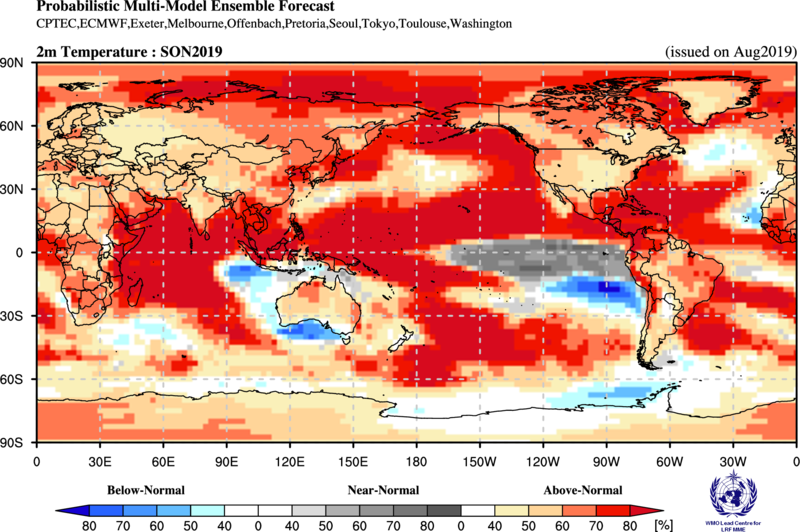 Probabilistic Multi-Model Ensemble Forecast
CPTEC,ECMWF,Exeter,Melbourne,Offenbach,Pretoria,Seoul,Tokyo,Toulouse,Washington
2m Temperature : SON2019 (issued on Aug2019)
90N
60N
30N
0
30S
60S
90S
0 30E 60E 90E 120E 150E 180 150W 120W 90W 60W 30W 0
Below-Normal Near-Normal Above-Normal
80 70 60 50 40 0 40 50 60 70 80 0 40 50 60 70 80 [%]
WMO Lead Centre for
LRF MME